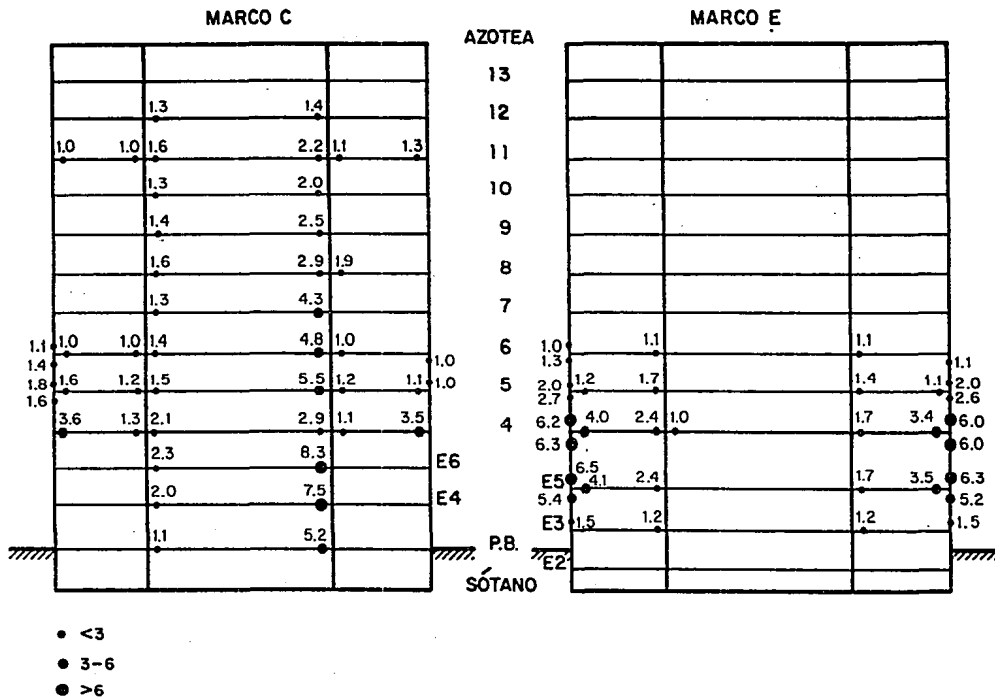 MARCO C MARCO E
AZOTEA
13
1.3 1.4 12
1.0 1.0 1.6 2.2 1.1 1.3 11
1.3 2.0 10
1.4 2.5 9
1.6 2.9 1.9 8
1.3 4.3 7
1.1 1.0 1.0 1.4 4.8 1.0 6 1.0 1.1 1.1
1.4 1.0 1.3 1.1
1.8 1.6 1.2 1.5 5.5 1.2 1.1 1.0 5 2.0 1.2 1.7 1.4 1.1 2.0
1.6 2.7 2.6
3.6 1.3 2.1 2.9 1.1 3.5 4 6.2 4.0 2.4 1.0 1.7 3.4 6.0
6.3 6.0
2.3 8.3 E6
6.5 6.3
E5 4.1 2.4 1.7 3.5
2.0 7.5 E4 5.4 5.2
E3 1.5 1.2 1.2 1.5
1.1 5.2 P.B.
E2
SÓTANO
<3
3-6
>6